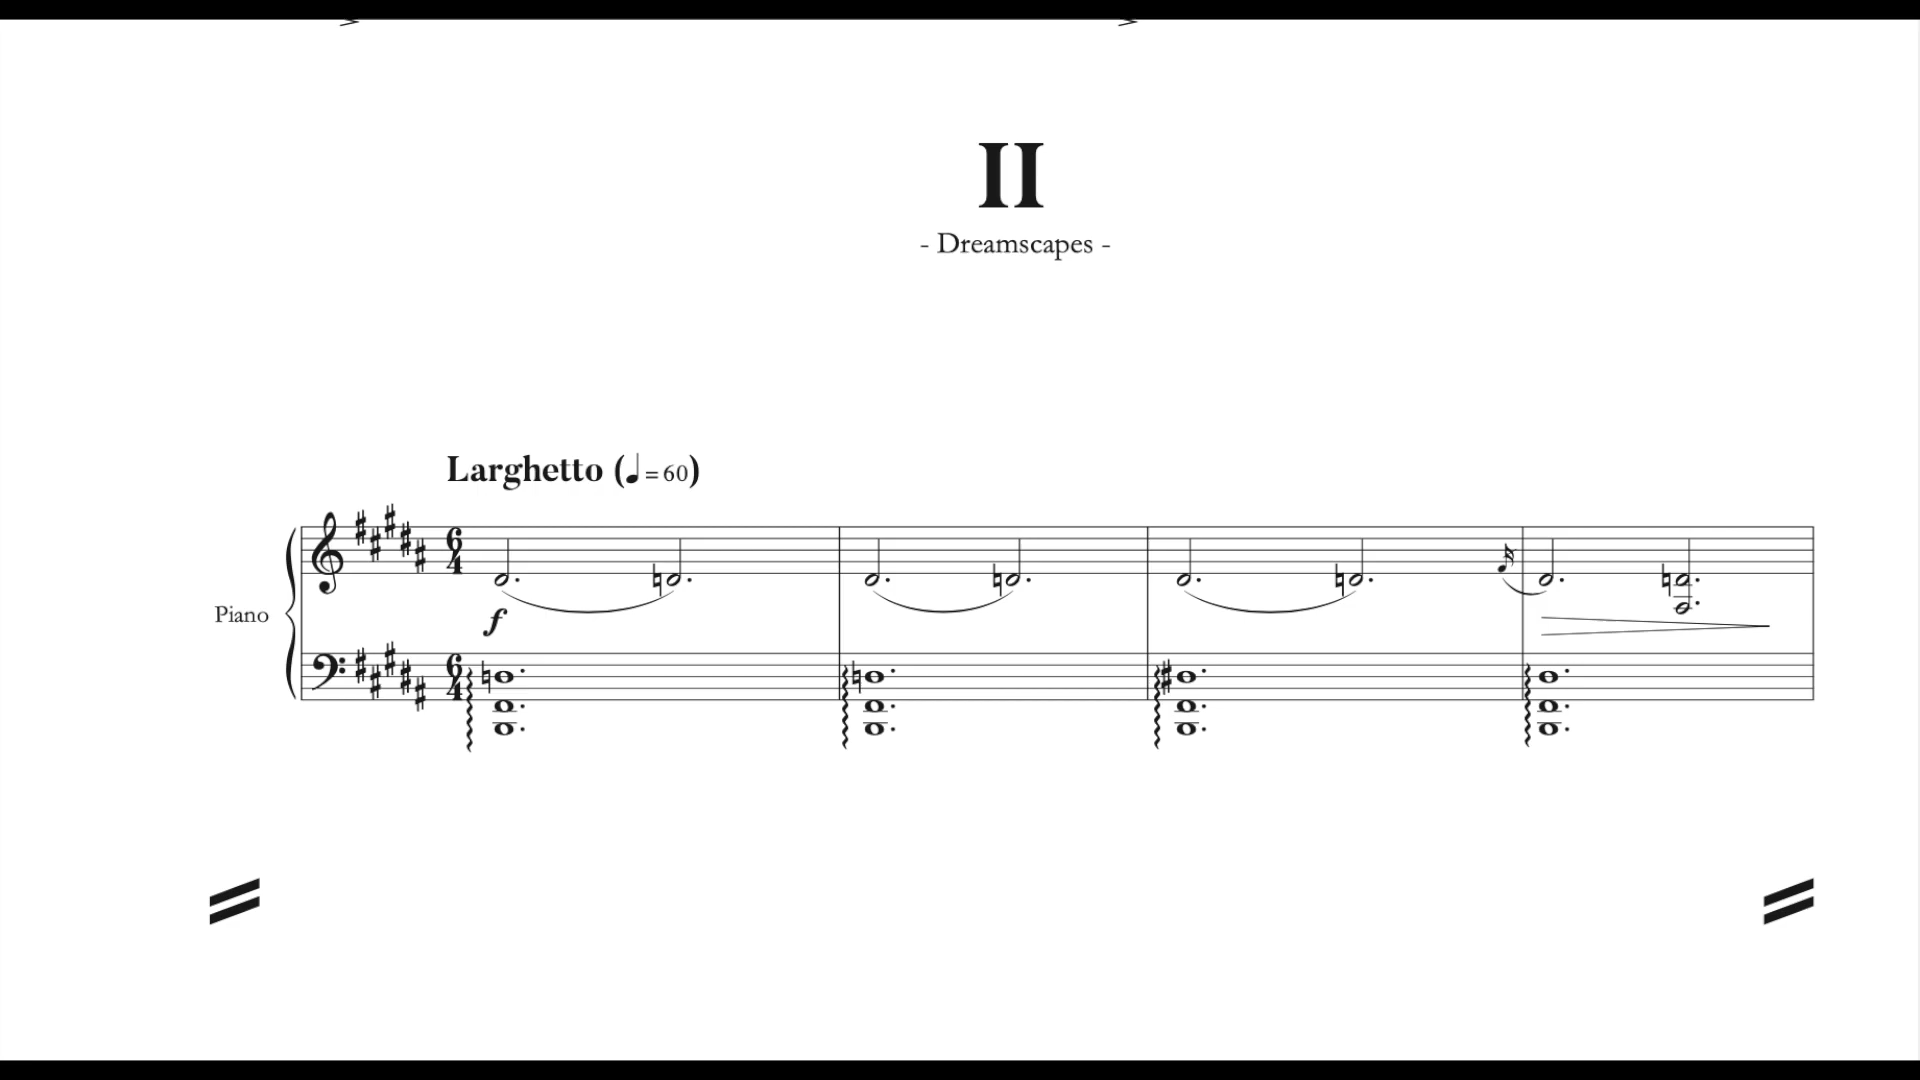 II
- Dreamscapes -
Larghetto (♩ = 60)
6
4
Piano
f
6
4